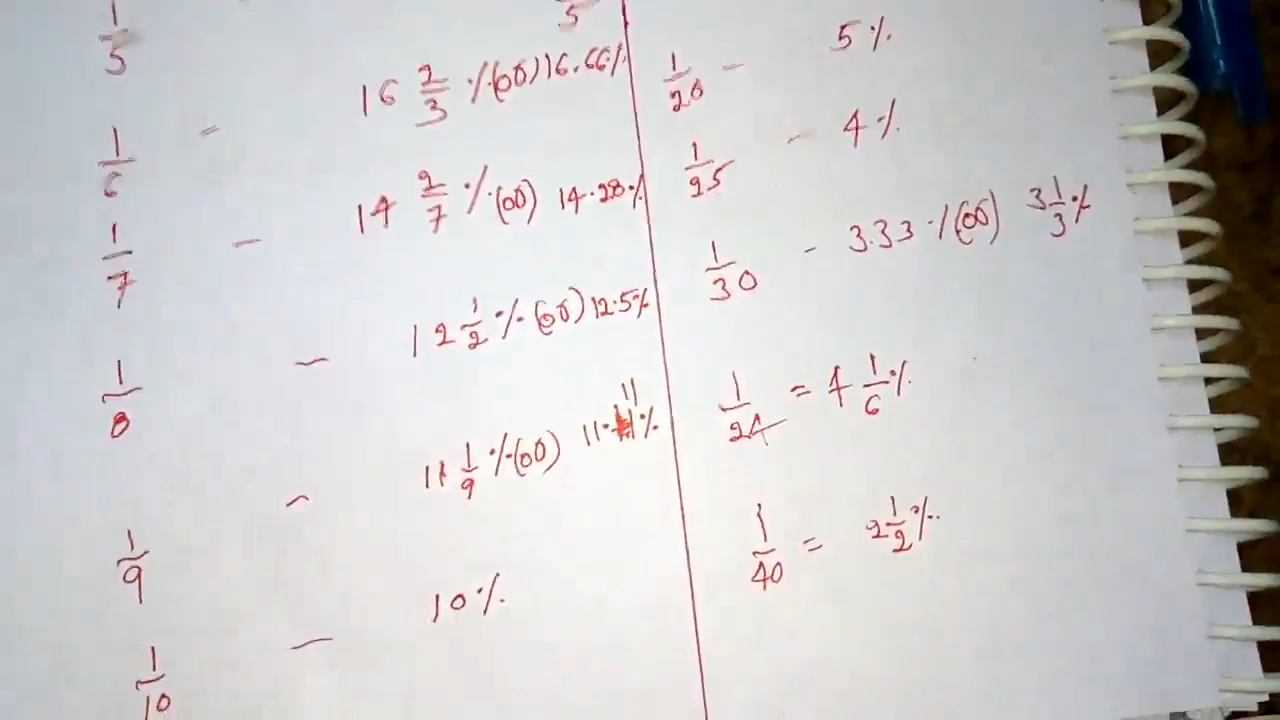 1/5
5
1/6 - 16 2/3 % (or) 16.66%
1/7 - 14 2/7 % (or) 14.28%
1/8 - 12 1/2 % (or) 12.5%
1/9 - 11 1/9 % (or) 11.11%
1/10 - 10%
1/20 - 5%
1/25 - 4%
1/30 - 3.33% (or) 3 1/3 %
1/24 = 4 1/6 %
1/40 = 2 1/2 %